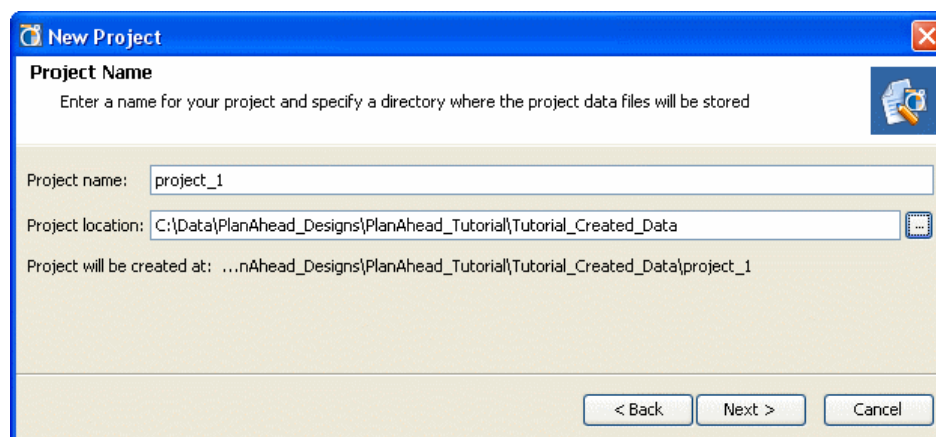 New Project
Project Name
Enter a name for your project and specify a directory where the project data files will be stored
Project name: project_1
Project location: C:\Data\PlanAhead_Designs\PlanAhead_Tutorial\Tutorial_Created_Data ...
Project will be created at: ...nAhead_Designs\PlanAhead_Tutorial\Tutorial_Created_Data\project_1
< Back Next > Cancel